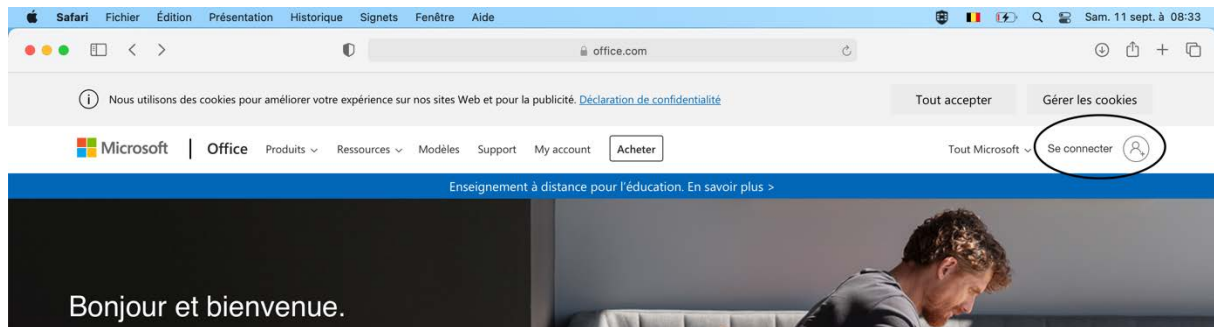 Safari Fichier Édition Présentation Historique Signets Fenêtre Aide Sam. 11 sept. à 08:33
office.com
Nous utilisons des cookies pour améliorer votre expérience sur nos sites Web et pour la publicité. Déclaration de confidentialité Tout accepter Gérer les cookies
Microsoft Office Produits Ressources Modèles Support My account Acheter Tout Microsoft Se connecter
Enseignement à distance pour l'éducation. En savoir plus >
Bonjour et bienvenue.